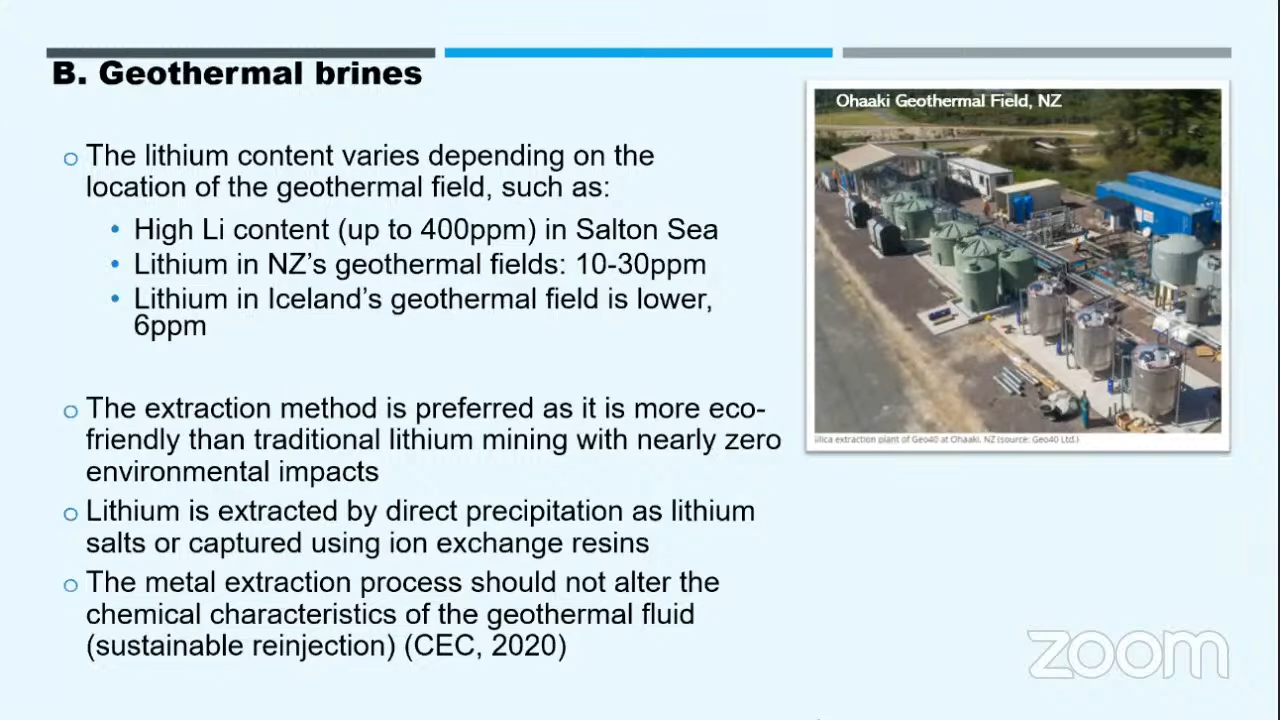 B. Geothermal brines
Ohaaki Geothermal Field, NZ
The lithium content varies depending on the
location of the geothermal field, such as:
High Li content (up to 400ppm) in Salton Sea
Lithium in NZ's geothermal fields: 10-30ppm
Lithium in Iceland's geothermal field is lower,
6ppm
The extraction method is preferred as it is more eco-
friendly than traditional lithium mining with nearly zero
environmental impacts
Lithium is extracted by direct precipitation as lithium
salts or captured using ion exchange resins
The metal extraction process should not alter the
chemical characteristics of the geothermal fluid
(sustainable reinjection) (CEC, 2020)
ilica extraction plant of Geo40 at Ohaaki, NZ (source: Geo40 Ltd.)
zoom